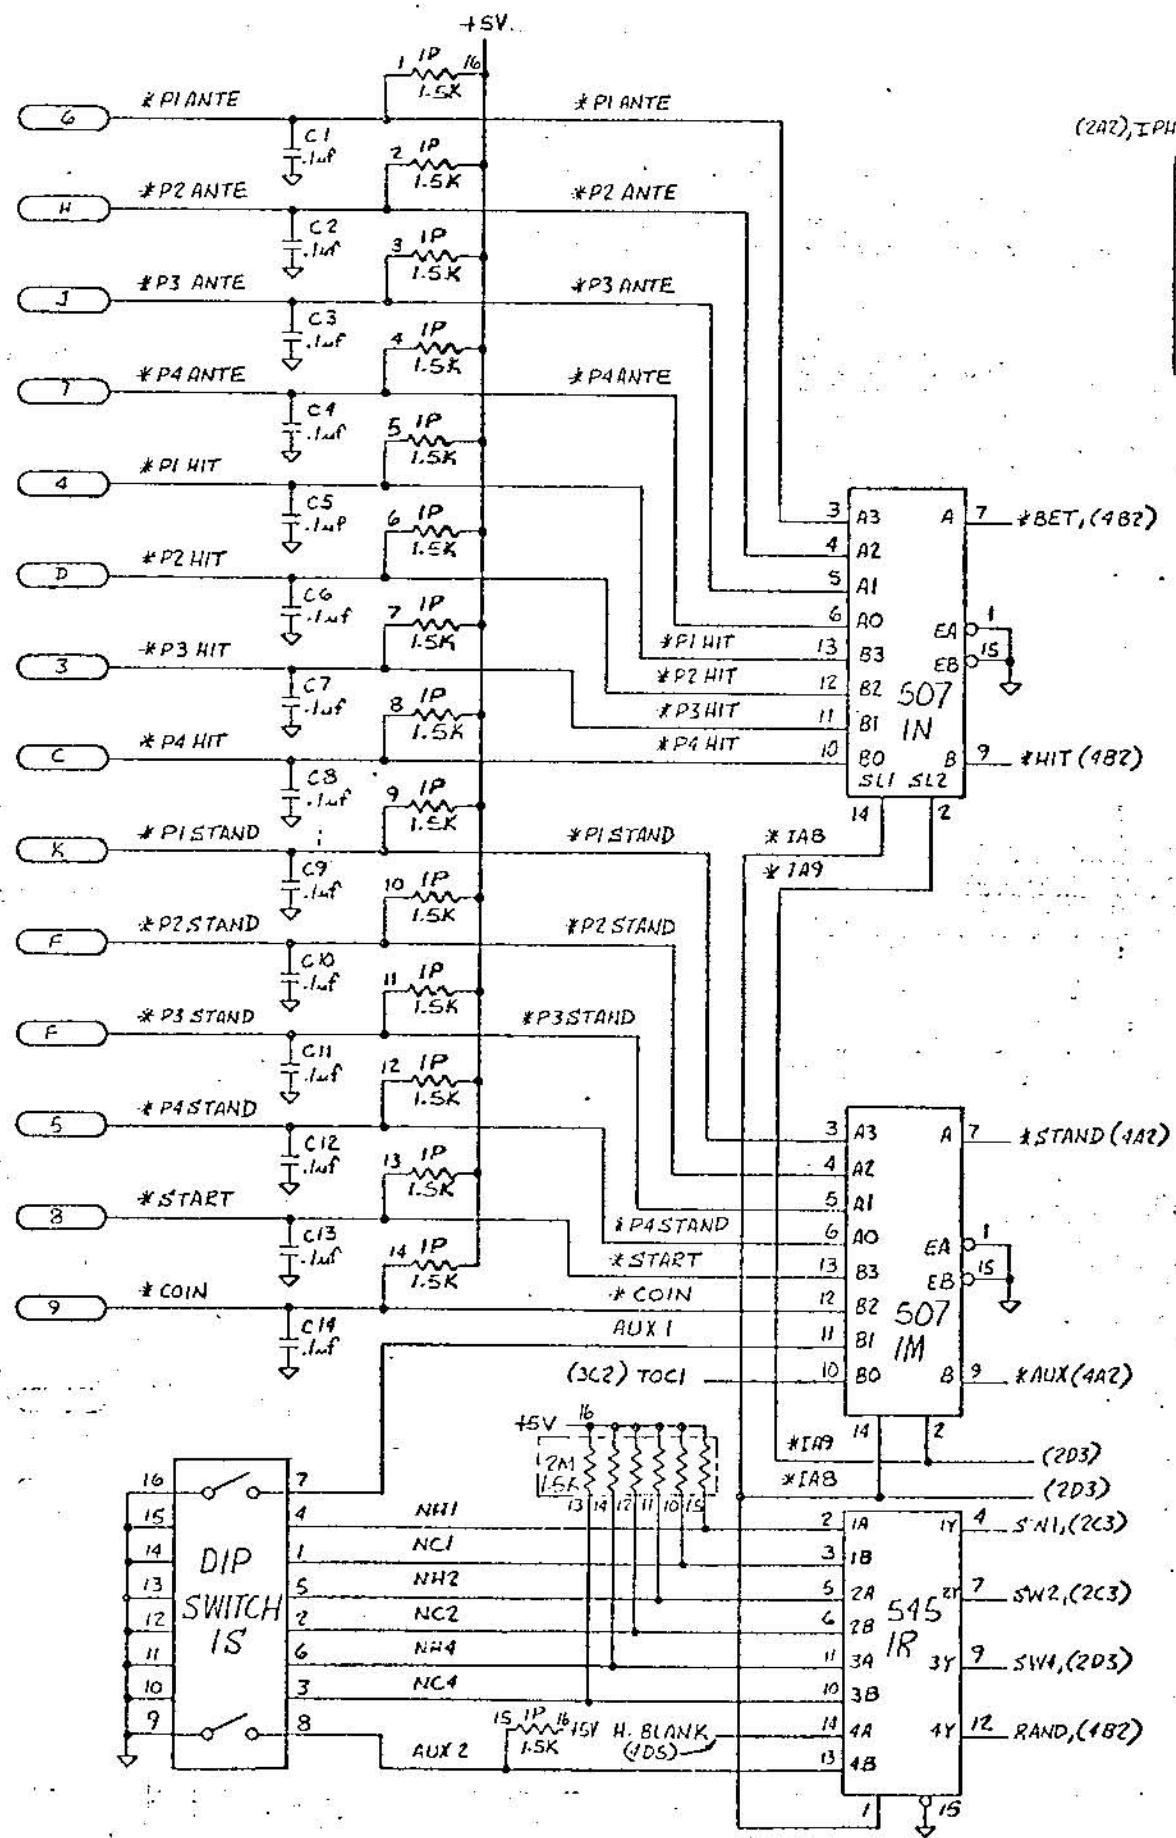 +5V
1 1P 16
1.5K
6 *P1 ANTE *P1 ANTE
C1
.1uf
(2A2), IPH
2 1P
1.5K
H *P2 ANTE *P2 ANTE
C2
.1uf
3 1P
1.5K
J *P3 ANTE *P3 ANTE
C3
.1uf
4 1P
1.5K
7 *P4 ANTE *P4 ANTE
C4
.1uf
5 1P
1.5K
4 *P1 HIT
C5
.1uf
6 1P
1.5K
D *P2 HIT
C6
.1uf
7 1P
1.5K
3 *P3 HIT
C7
.1uf
8 1P
1.5K
C *P4 HIT
C8
.1uf
3 A3 A 7 *BET, (4B2)
4 A2
5 A1
6 A0 EA 1
*P1 HIT 13 B3 EB 15
*P2 HIT 12 B2 507
*P3 HIT 11 B1 1N
*P4 HIT 10 B0 B 9 *HIT (4B2)
SL1 SL2
14 2
*IA8
*IA9
9 1P
1.5K
K *P1 STAND *P1 STAND
C9
.1uf
10 1P
1.5K
F *P2 STAND *P2 STAND
C10
.1uf
11 1P
1.5K
F *P3 STAND *P3 STAND
C11
.1uf
12 1P
1.5K
5 *P4 STAND
C12
.1uf
13 1P
1.5K
8 *START
C13
.1uf
14 1P
1.5K
9 *COIN
C14
.1uf
3 A3 A 7 *STAND (4A2)
4 A2
5 A1
*P4 STAND 6 A0 EA 1
*START 13 B3 EB 15
*COIN 12 B2 507
AUX 1 11 B1 1M
(3C2) TOC1 10 B0 B 9 *AUX (4A2)
14 2
*IA9 (2D3)
*IA8 (2D3)
+5V 16
2M
1.5K
13 14 12 11 10 15
16 7
15 4 NH1 2 1A 1Y 4 SW1, (2C3)
14 DIP 1 NC1 3 1B
13 SWITCH 5 NH2 5 2A 2Y 7 SW2, (2C3)
12 1S 2 NC2 6 2B 545
11 6 NH4 11 3A 1R 3Y 9 SW4, (2D3)
10 3 NC4 10 3B
9 8 15 1P 16 +5V H. BLANK 14 4A 4Y 12 RAND, (4B2)
1.5K (4D5)
AUX 2 13 4B
1 15